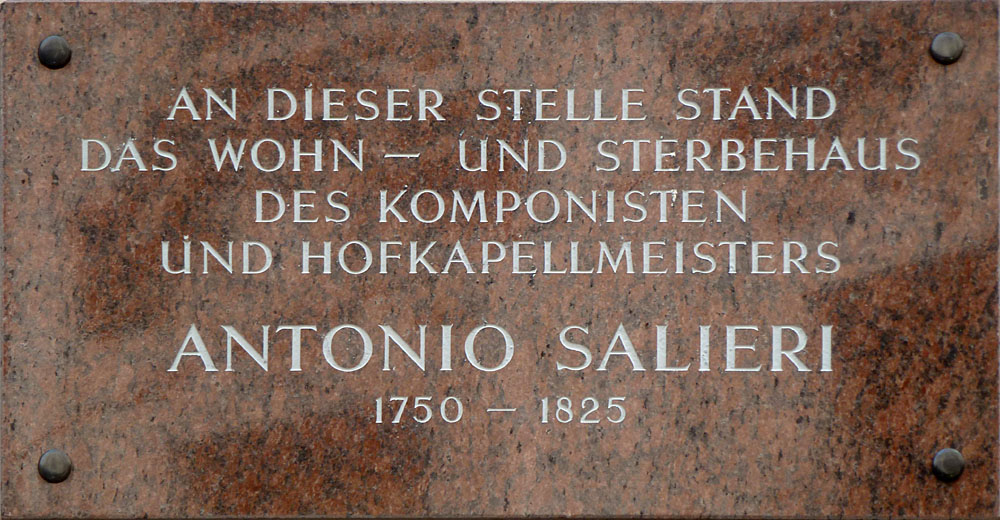 AN DIESER STELLE STAND
DAS WOHN – UND STERBEHAUS
DES KOMPONISTEN
UND HOFKAPELLMEISTERS
ANTONIO SALIERI
1750 – 1825